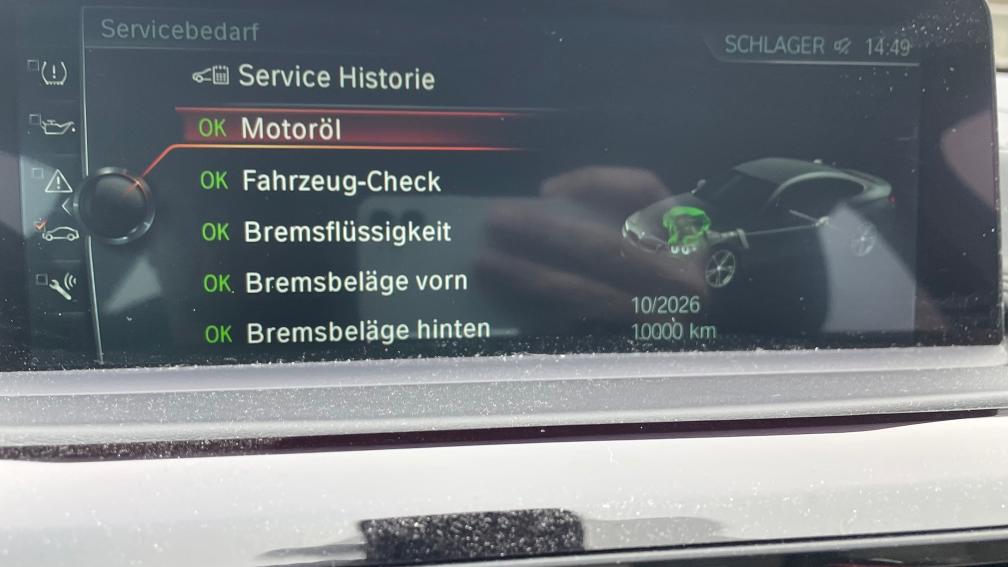 Servicebedarf
SCHLAGER 14:49
Service Historie
OK Motoröl
OK Fahrzeug-Check
OK Bremsflüssigkeit
OK Bremsbeläge vorn
OK Bremsbeläge hinten
10/2026
10000 km